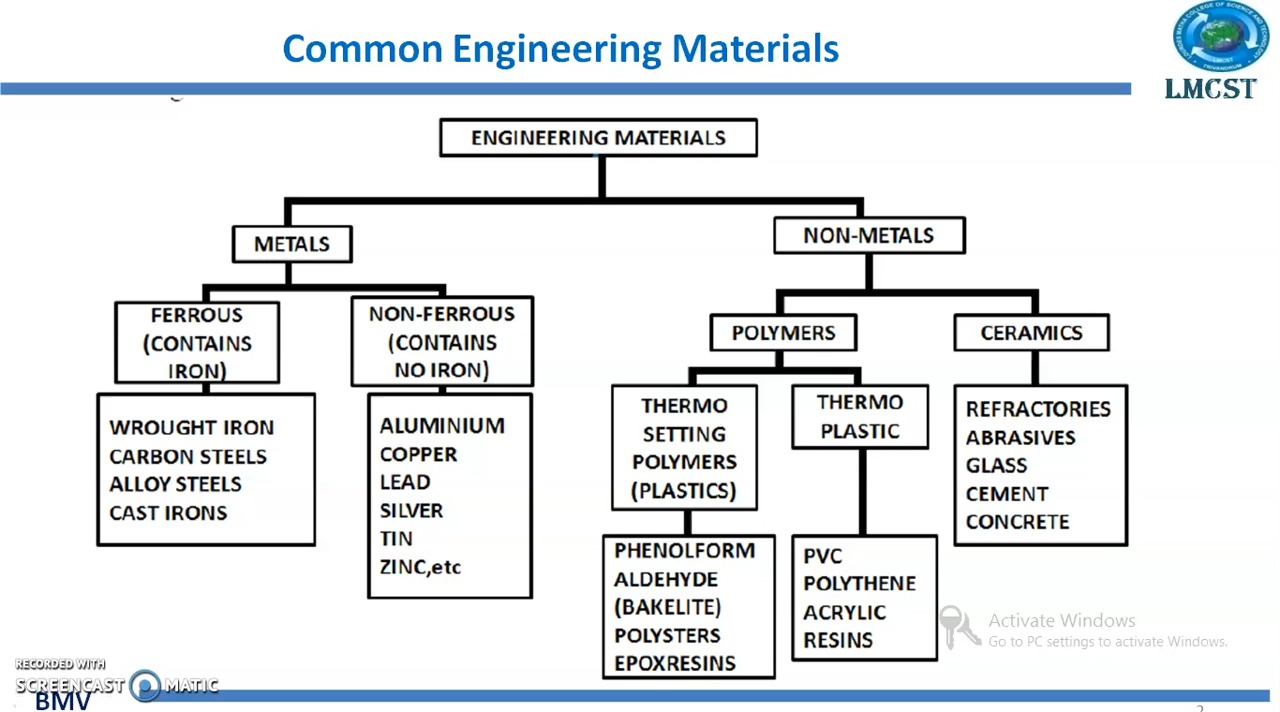 Common Engineering Materials
LMCST
ENGINEERING MATERIALS
METALS
NON-METALS
FERROUS
(CONTAINS
IRON)
NON-FERROUS
(CONTAINS
NO IRON)
POLYMERS
CERAMICS
WROUGHT IRON
CARBON STEELS
ALLOY STEELS
CAST IRONS
ALUMINIUM
COPPER
LEAD
SILVER
TIN
ZINC,etc
THERMO
SETTING
POLYMERS
(PLASTICS)
THERMO
PLASTIC
REFRACTORIES
ABRASIVES
GLASS
CEMENT
CONCRETE
PHENOLFORM
ALDEHYDE
(BAKELITE)
POLYSTERS
EPOXRESINS
PVC
POLYTHENE
ACRYLIC
RESINS
Activate Windows
Go to PC settings to activate Windows.
RECORDED WITH
SCREENCAST MATIC
BMV